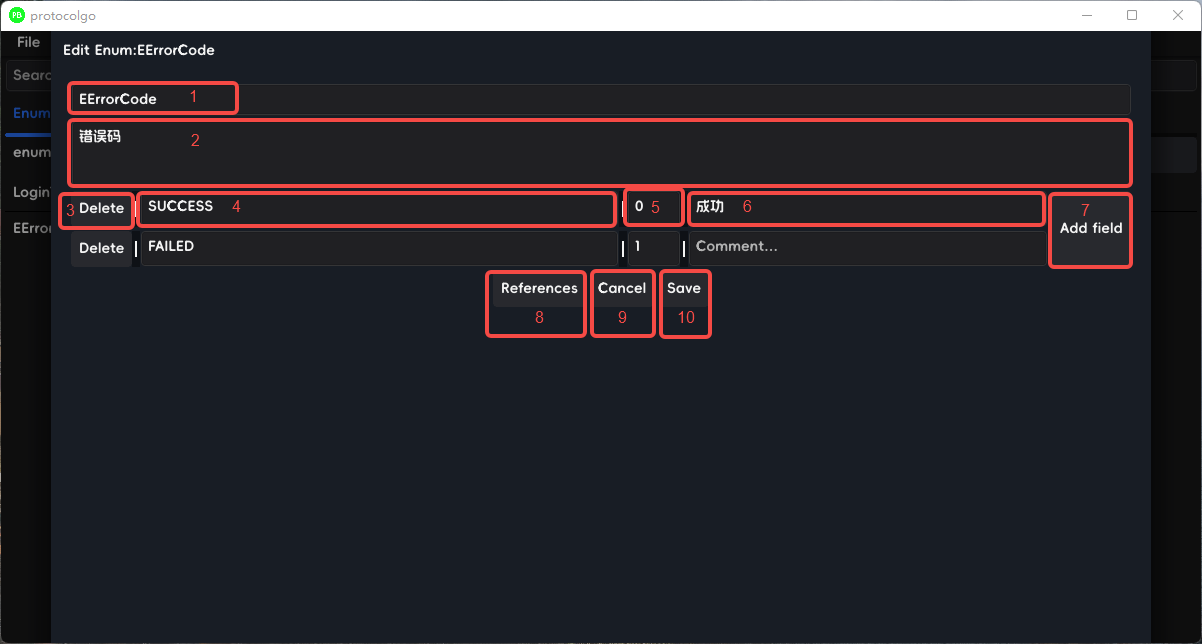 PB protocolgo
File
Edit Enum:EErrorCode
Searc
EErrorCode 1
Enum
错误码 2
enum
Login
3 Delete | SUCCESS 4 | 0 5 成功 6 7
EError
Add field
Delete | FAILED | 1 | Comment...
References Cancel Save
8 9 10